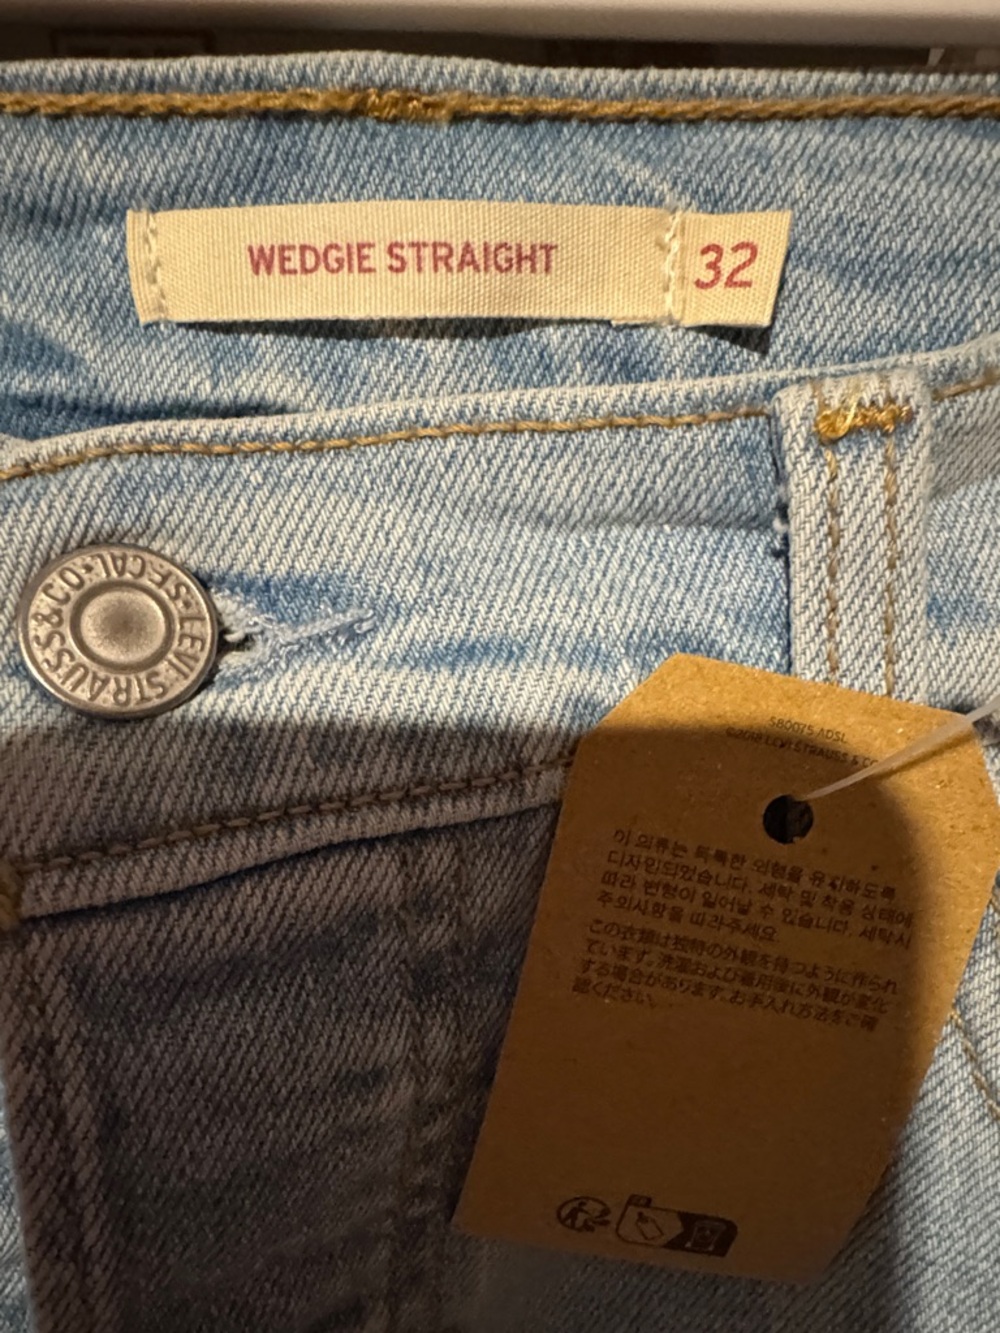 WEDGIE STRAIGHT 32
LEVI STRAUSS & CO. S.F. CAL.
S80075 ADSL
LEVI STRAUSS & CO
이 의류는 독특한 외형을 유지하도록
디자인되었습니다. 세탁 및 착용 상태에
따라 변형이 일어날 수 있습니다. 세탁시
주의사항을 따라주세요.
この衣類は独特の外観を持つように作られ
ています。洗濯および着用後に外観が変化
する場合があります。お手入れ方法をご確
認ください。